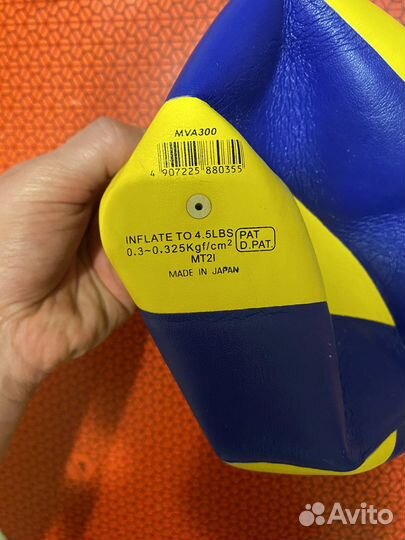 MVA300
4 907225 880355
INFLATE TO 4.5LBS PAT
0.3~0.325Kgf/cm² D.PAT.
MT2I
MADE IN JAPAN
Avito